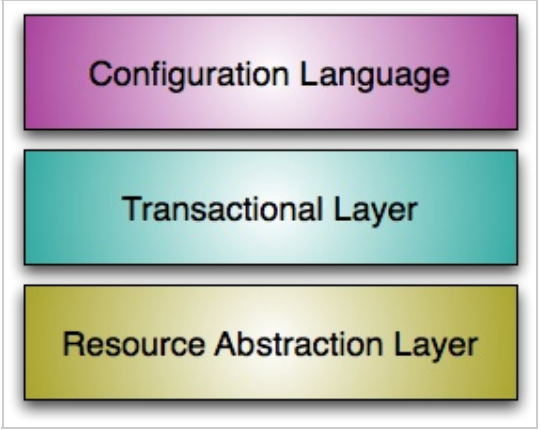 Configuration Language
Transactional Layer
Resource Abstraction Layer